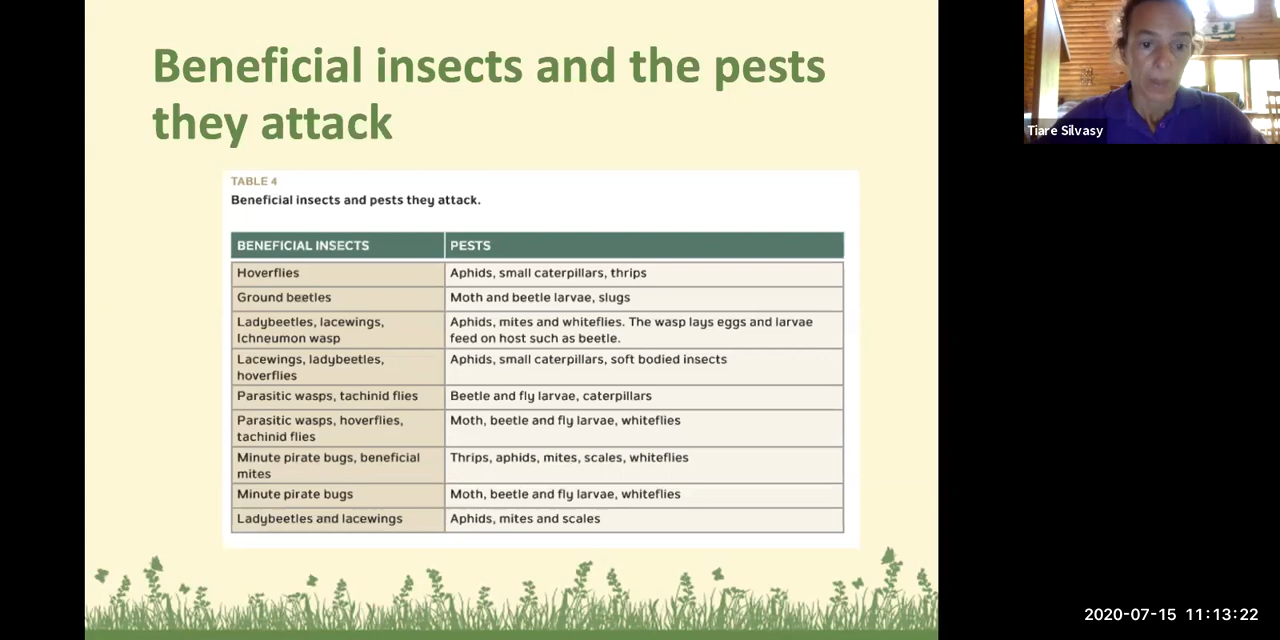 Beneficial insects and the pests
they attack
TABLE 4
Beneficial insects and pests they attack.
BENEFICIAL INSECTS PESTS
Hoverflies Aphids, small caterpillars, thrips
Ground beetles Moth and beetle larvae, slugs
Ladybeetles, lacewings,
Ichneumon wasp
Aphids, mites and whiteflies. The wasp lays eggs and larvae
feed on host such as beetle.
Lacewings, ladybeetles,
hoverflies
Aphids, small caterpillars, soft bodied insects
Parasitic wasps, tachinid flies Beetle and fly larvae, caterpillars
Parasitic wasps, hoverflies,
tachinid flies
Moth, beetle and fly larvae, whiteflies
Minute pirate bugs, beneficial
mites
Thrips, aphids, mites, scales, whiteflies
Minute pirate bugs Moth, beetle and fly larvae, whiteflies
Ladybeetles and lacewings Aphids, mites and scales
Tiare Silvasy
2020-07-15 11:13:22